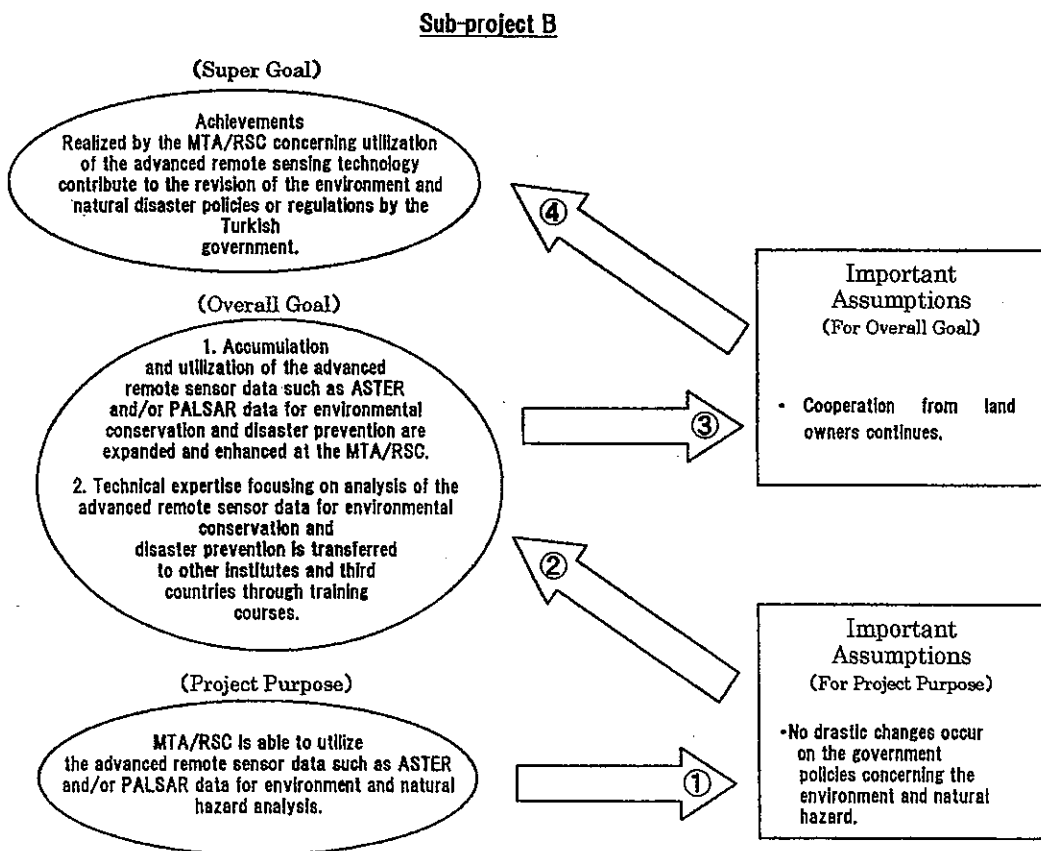 Sub-project B
(Super Goal)
Achievements
Realized by the MTA/RSC concerning utilization
of the advanced remote sensing technology
contribute to the revision of the environment and
natural disaster policies or regulations by the
Turkish
government.
④
Important
Assumptions
(For Overall Goal)
• Cooperation from land
owners continues.
(Overall Goal)
1. Accumulation
and utilization of the advanced
remote sensor data such as ASTER
and/or PALSAR data for environmental
conservation and disaster prevention are
expanded and enhanced at the MTA/RSC.
2. Technical expertise focusing on analysis of the
advanced remote sensor data for environmental
conservation and
disaster prevention is transferred
to other institutes and third
countries through training
courses.
③
②
Important
Assumptions
(For Project Purpose)
•No drastic changes occur
on the government
policies concerning the
environment and natural
hazard.
(Project Purpose)
MTA/RSC is able to utilize
the advanced remote sensor data such as ASTER
and/or PALSAR data for environment and natural
hazard analysis.
①